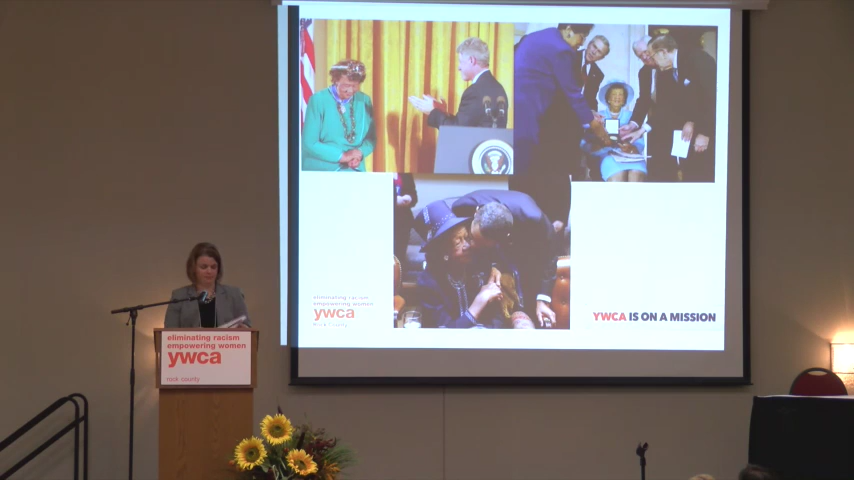 eliminating racism
empowering women
ywca
Rock County
YWCA IS ON A MISSION
eliminating racism
empowering women
ywca
rock county